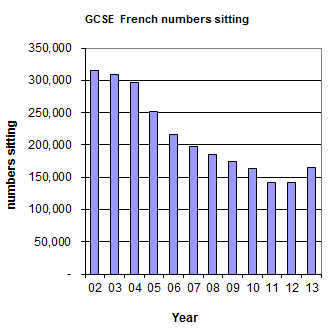 GCSE French numbers sitting
350,000
300,000
250,000
200,000
150,000
100,000
50,000
-
numbers sitting
02 03 04 05 06 07 08 09 10 11 12 13
Year